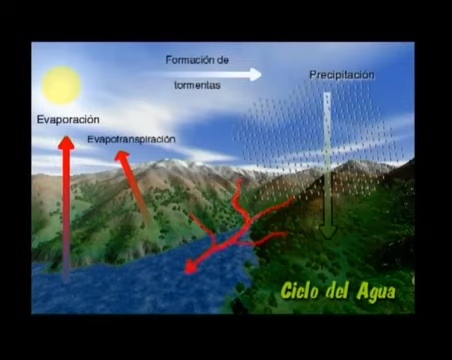 Formación de
tormentas
Precipitación
Evaporación
Evapotranspiración
Ciclo del Agua